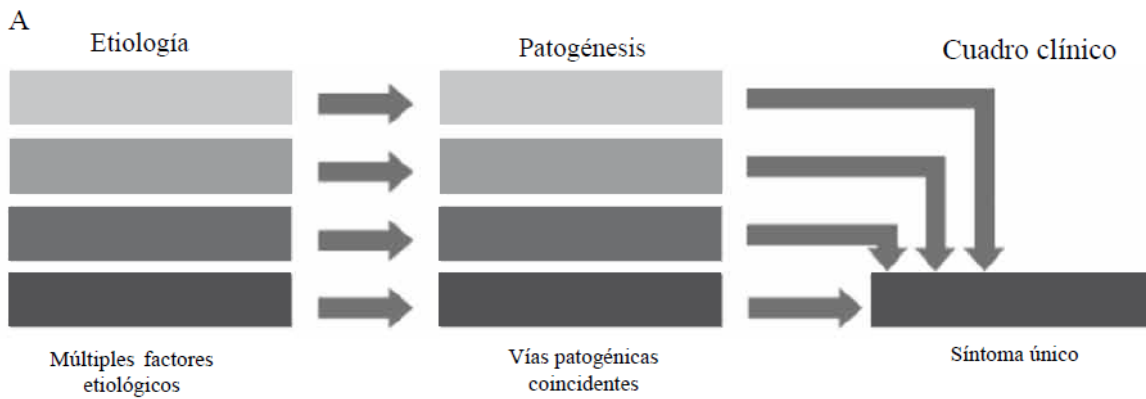 A
Etiología
Patogénesis
Cuadro clínico
Múltiples factores
etiológicos
Vías patogénicas
coincidentes
Síntoma único